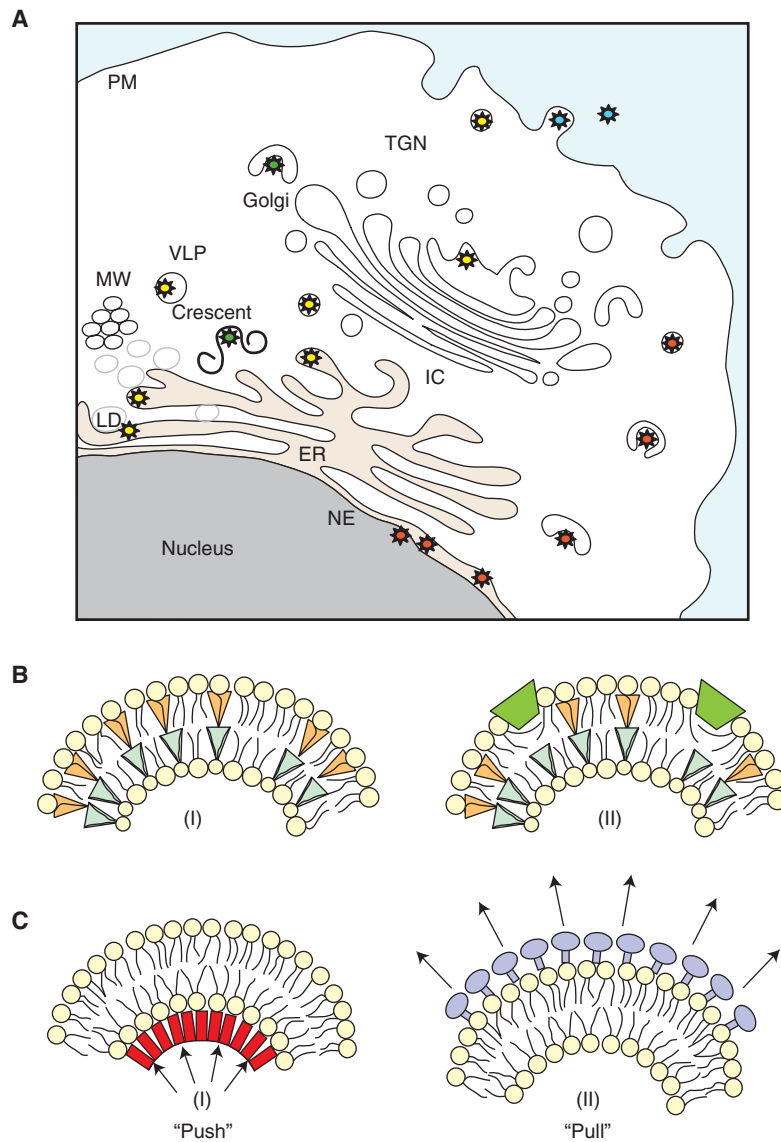 A
PM
TGN
Golgi
VLP
MW
Crescent
IC
LD
ER
NE
Nucleus
B
(I)
(II)
C
(I)
(II)
"Push"
"Pull"